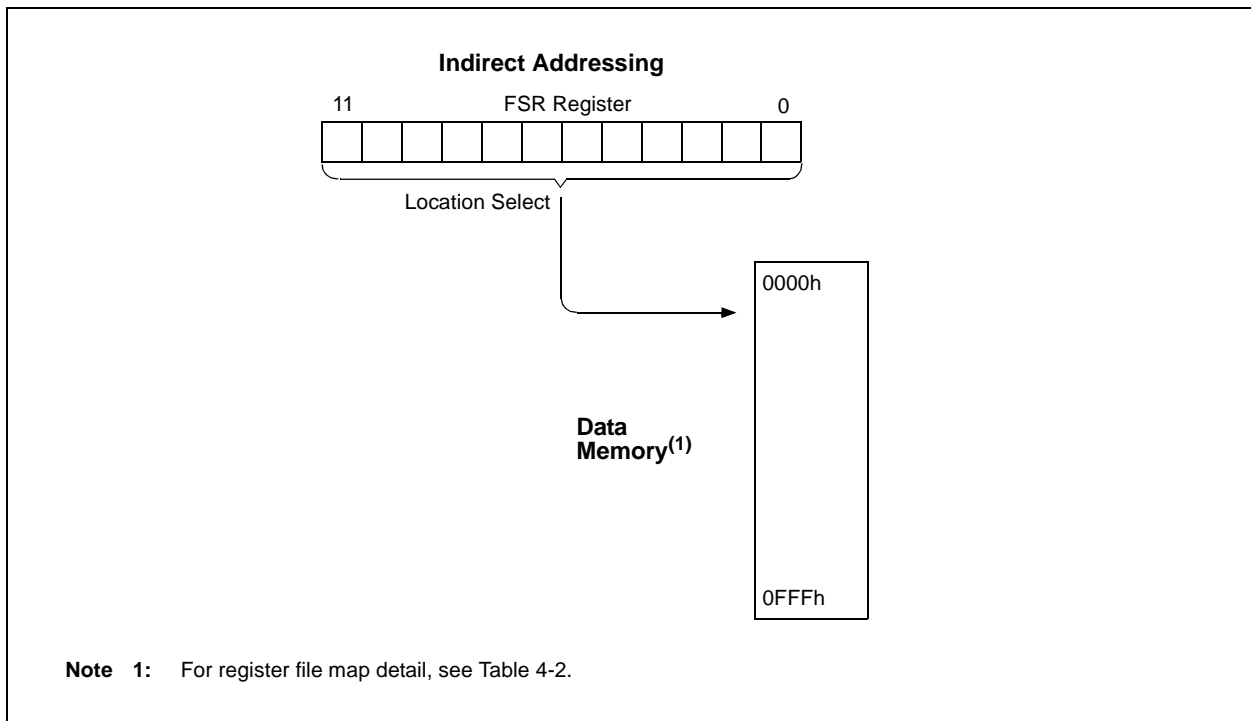 Indirect Addressing
11 FSR Register 0
Location Select
0000h
Data
Memory(1)
0FFFh
Note 1: For register file map detail, see Table 4-2.